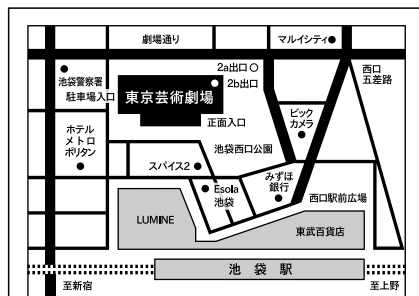 劇場通り
マルイシティ
2a出口
2b出口
西口
五差路
池袋警察署
駐車場入口
東京芸術劇場
正面入口
ビック
カメラ
ホテル
メトロ
ポリタン
池袋西口公園
スパイス2
みずほ
銀行
Esola
池袋
西口駅前広場
LUMINE
東武百貨店
池袋駅
至新宿
至上野